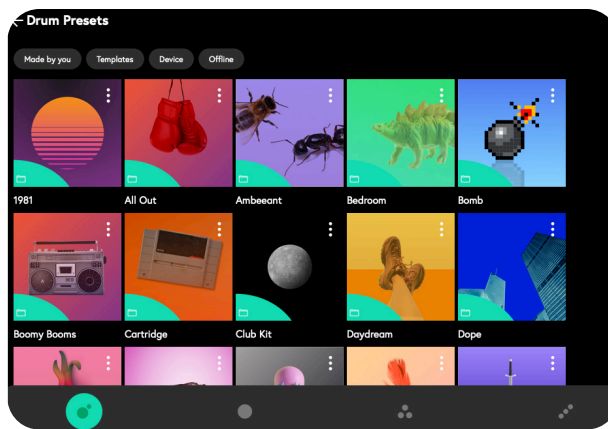 Drum Presets
Made by you Templates Device Offline
1981 All Out Ambeeant Bedroom Bomb
Boomy Booms Cartridge Club Kit Daydream Dope